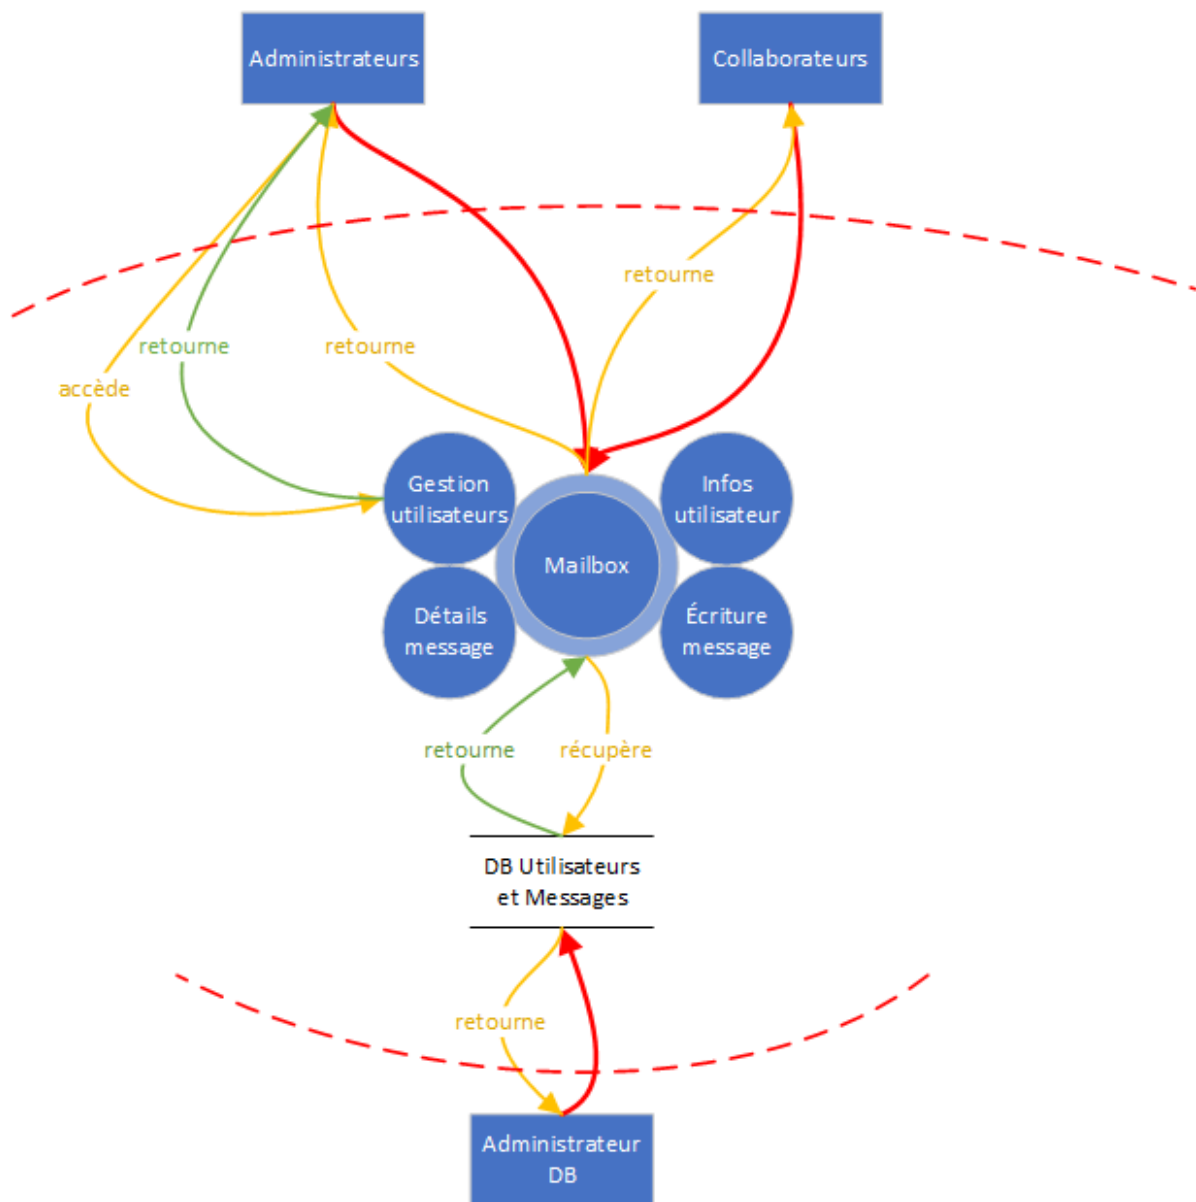 Administrateurs
Collaborateurs
retourne
retourne
retourne
accède
Gestion
utilisateurs
Infos
utilisateur
Mailbox
Détails
message
Écriture
message
retourne
récupère
DB Utilisateurs
et Messages
retourne
Administrateur
DB